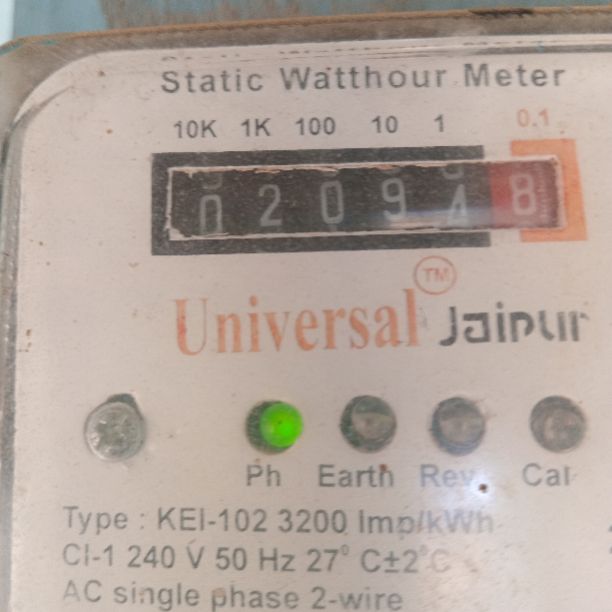 Static Watthour Meter
10K 1K 100 10 1 0.1
0 2 0 9 4 8
Universal TM Jaipur
Ph Earth Rev Cal
Type : KEI-102 3200 Imp/kWh
CI-1 240 V 50 Hz 27° C±2°C
AC single phase 2-wire